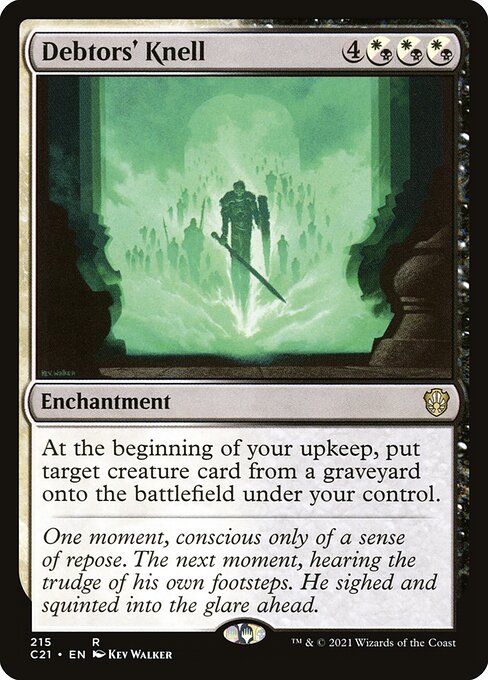 Debtors' Knell 4
KEV WALKER
Enchantment
At the beginning of your upkeep, put
target creature card from a graveyard
onto the battlefield under your control.
One moment, conscious only of a sense
of repose. The next moment, hearing the
trudge of his own footsteps. He sighed and
squinted into the glare ahead.
215 R
C21 • EN Kev Walker
™ & © 2021 Wizards of the Coast